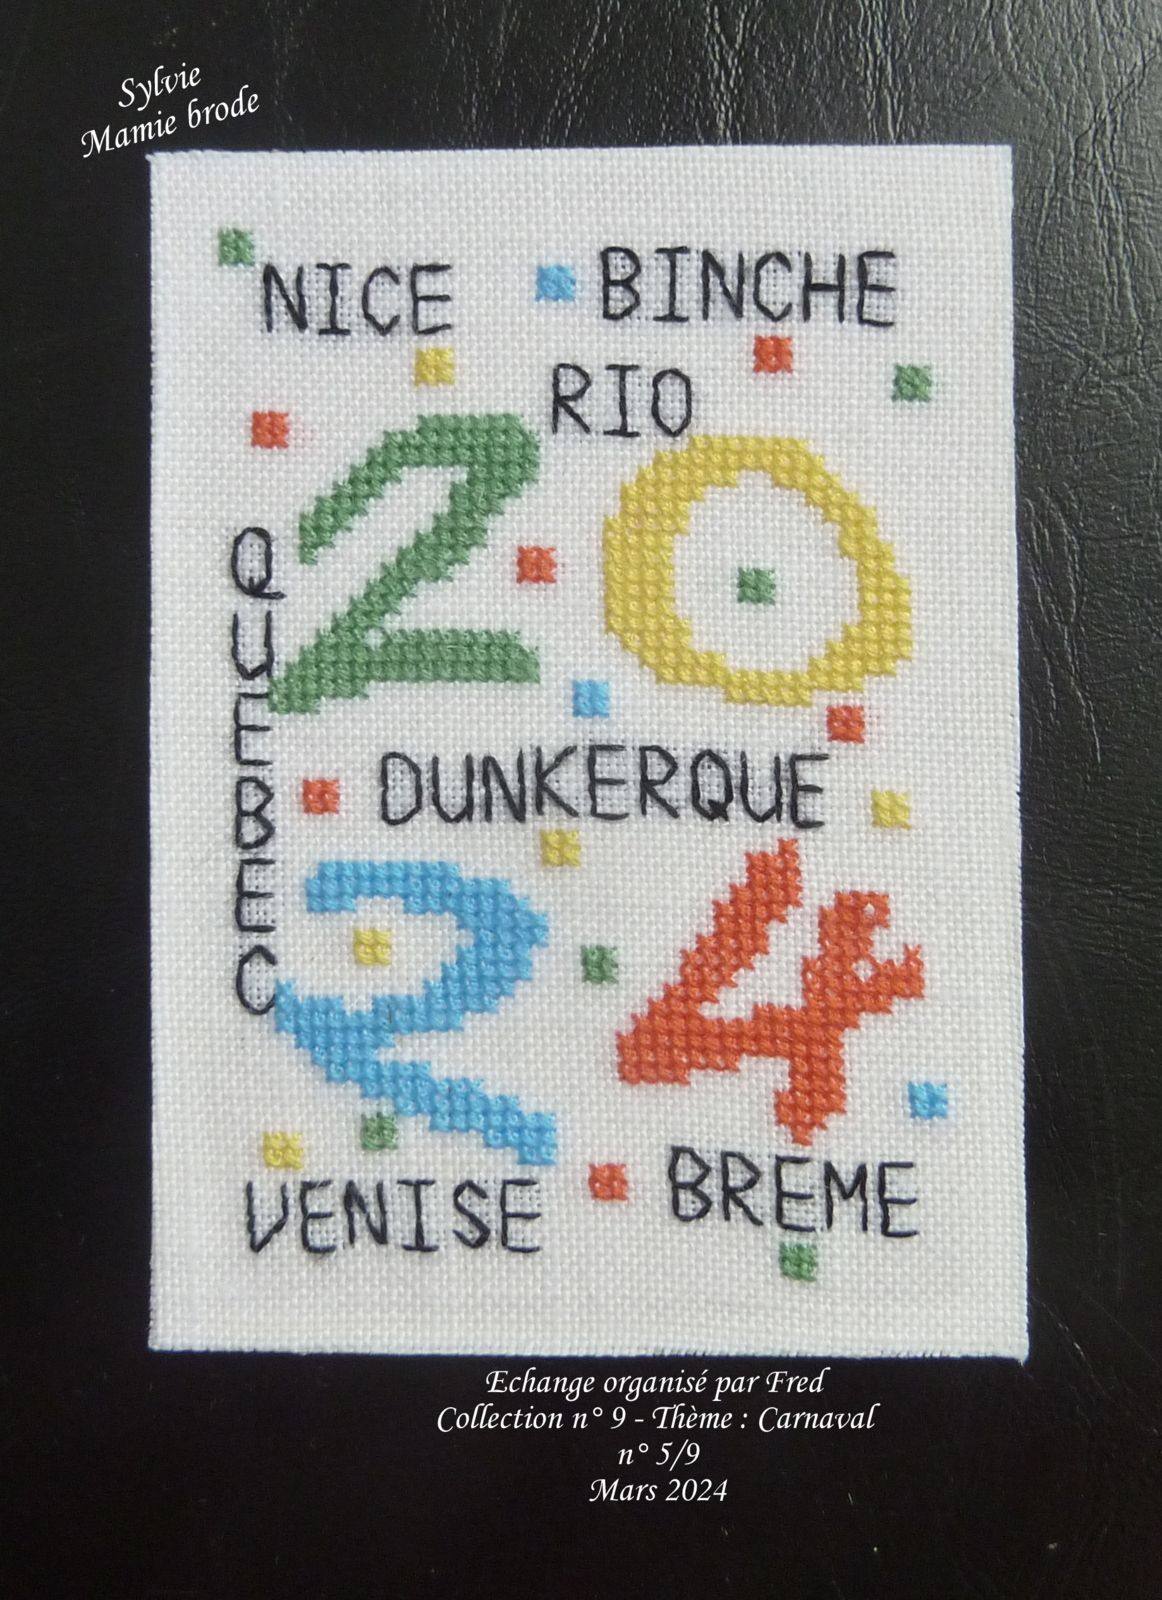 Sylvie
Mamie brode
NICE
BINCHE
RIO
20
QUEBEC
DUNKERQUE
24
VENISE
BREME
Echange organisé par Fred
Collection n° 9 - Thème : Carnaval
n° 5/9
Mars 2024